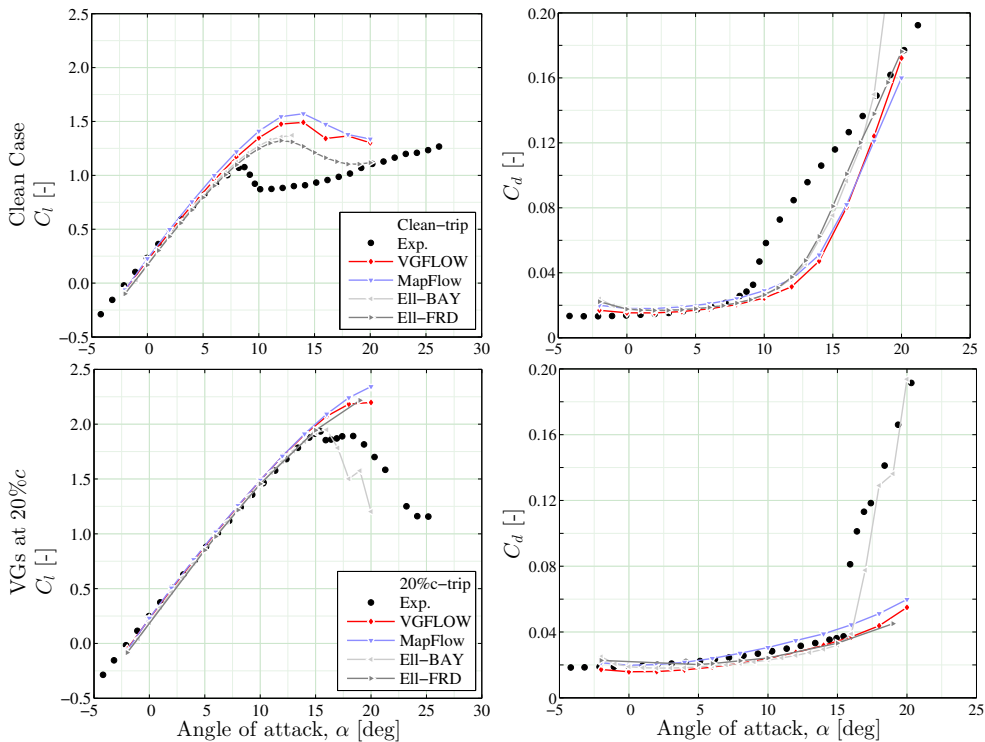 2.5
2.0
1.5
1.0
0.5
0.0
−0.5
−5
0
5
10
15
20
25
30
Clean Case
C_l [-]
Clean−trip
Exp.
VGFLOW
MapFlow
Ell−BAY
Ell−FRD
0.20
0.16
0.12
0.08
0.04
0
−5
0
5
10
15
20
25
C_d [-]
2.5
2.0
1.5
1.0
0.5
0.0
−0.5
−5
0
5
10
15
20
25
30
VGs at 20%c
C_l [-]
20%c−trip
Exp.
VGFLOW
MapFlow
Ell−BAY
Ell−FRD
Angle of attack, α [deg]
0.20
0.16
0.12
0.08
0.04
0
−5
0
5
10
15
20
25
C_d [-]
Angle of attack, α [deg]